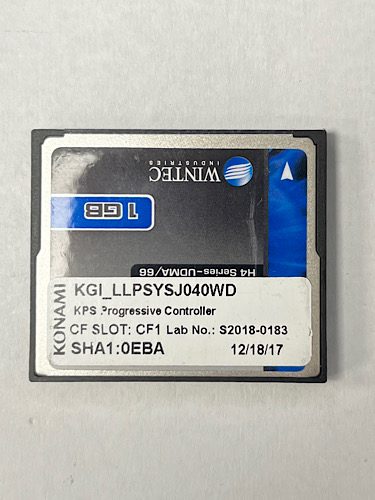 WINTEC
INDUSTRIES
1 GB
H4 Series-UDMA/66
KONAMI
KGI_LLPSYSJ040WD
KPS Progressive Controller
CF SLOT: CF1 Lab No.: S2018-0183
SHA1:0EBA 12/18/17